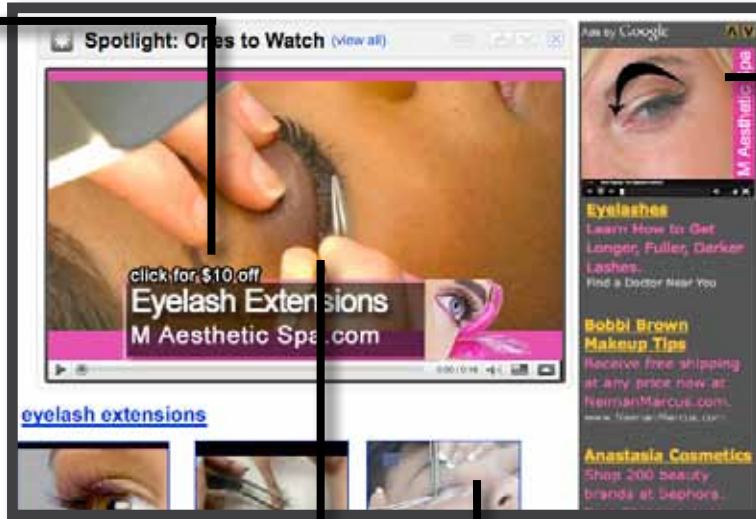 Spotlight: Ones to Watch (view all)
click for $10 off
Eyelash Extensions
M Aesthetic Spa.com
0:00 / 0:16
eyelash extensions
Ads by Google
M Aesthetic Spa
Eyelashes
Learn How to Get
Longer, Fuller, Darker
Lashes.
Find a Doctor Near You
Bobbi Brown
Makeup Tips
Receive free shipping
at any price now at
NeimanMarcus.com.
www.NeimanMarcus.com
Anastasia Cosmetics
Shop 200 beauty
brands at Sephora.